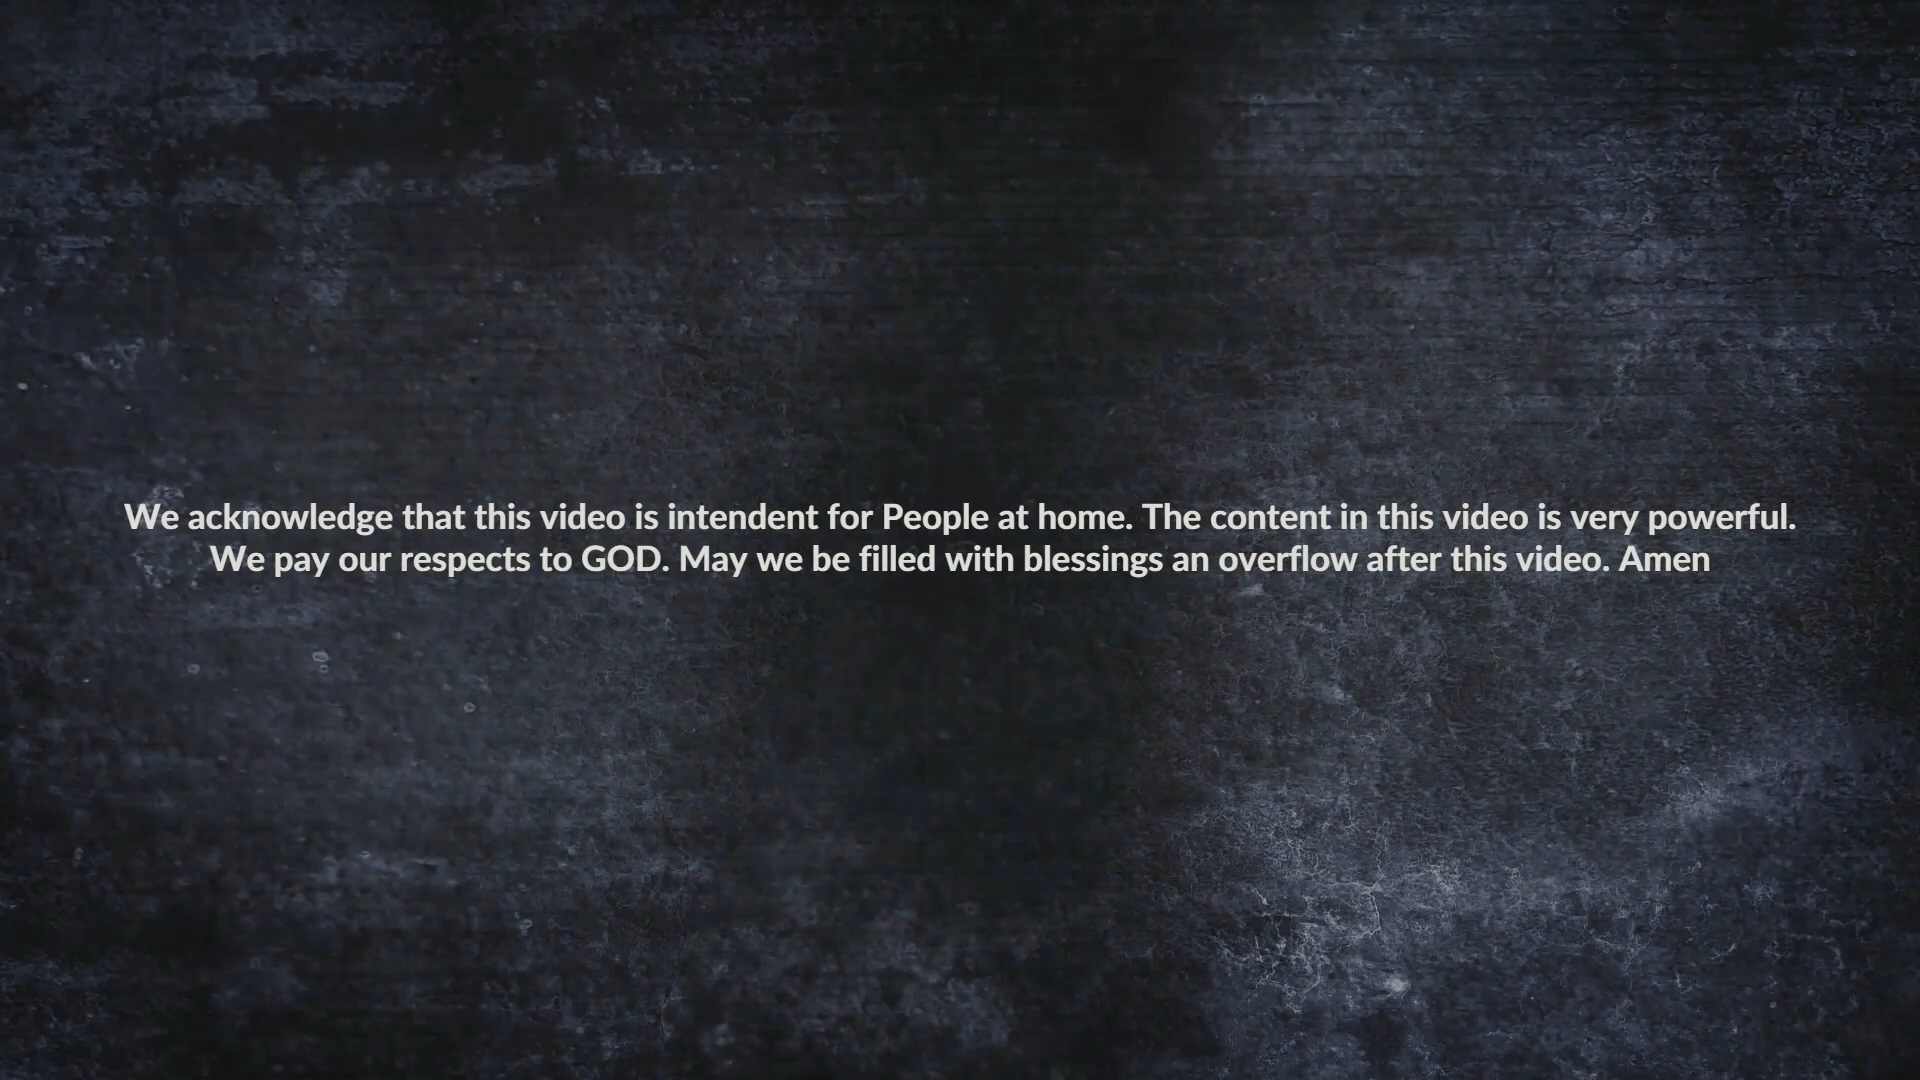 We acknowledge that this video is intendent for People at home. The content in this video is very powerful.
We pay our respects to GOD. May we be filled with blessings an overflow after this video. Amen